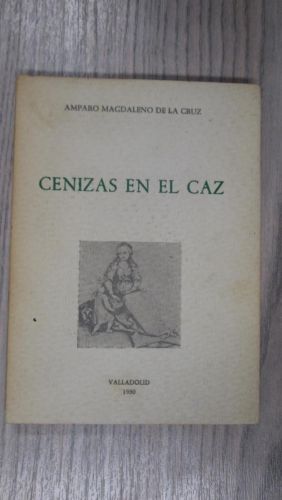 AMPARO MAGDALENO DE LA CRUZ
CENIZAS EN EL CAZ
VALLADOLID
1980